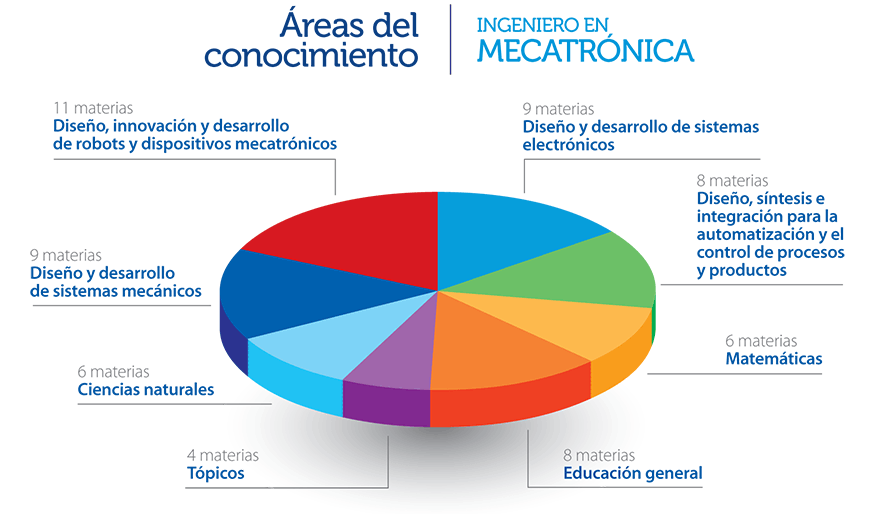 Áreas del
conocimiento
INGENIERO EN
MECATRÓNICA
11 materias
Diseño, innovación y desarrollo
de robots y dispositivos mecatrónicos
9 materias
Diseño y desarrollo de sistemas
electrónicos
8 materias
Diseño, síntesis e
integración para la
automatización y el
control de procesos
y productos
9 materias
Diseño y desarrollo
de sistemas mecánicos
6 materias
Matemáticas
6 materias
Ciencias naturales
4 materias
Tópicos
8 materias
Educación general